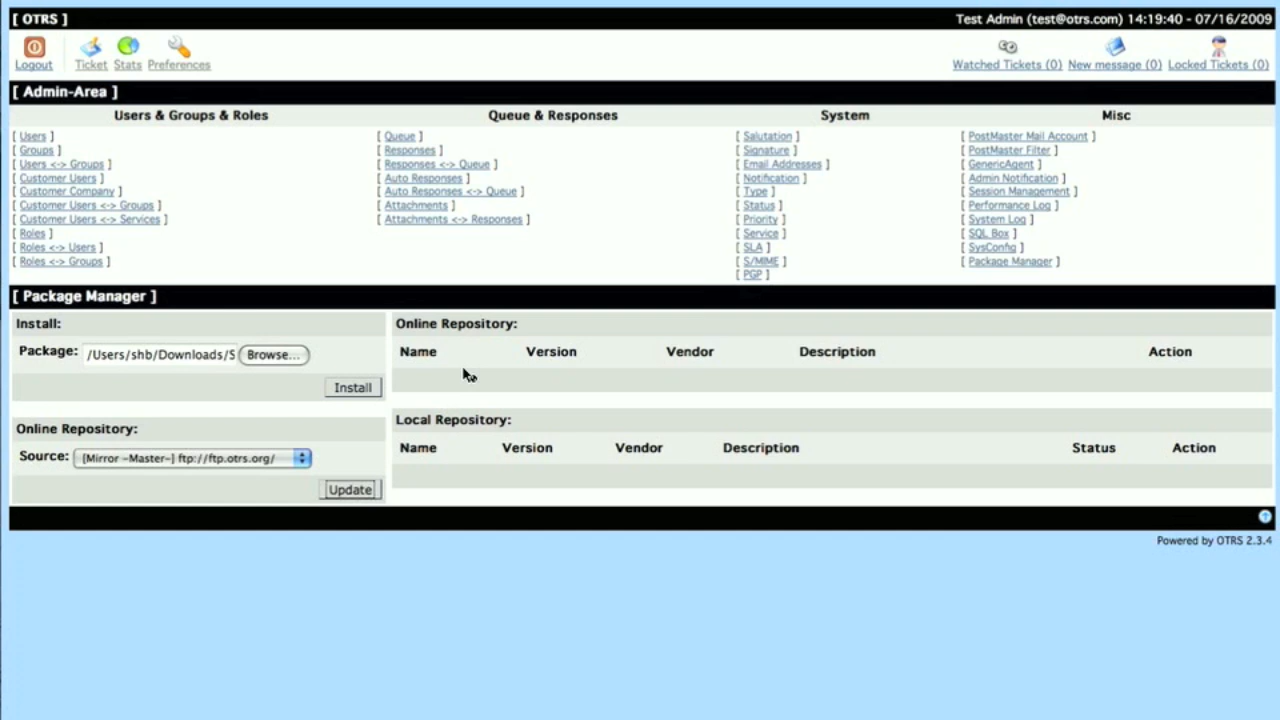 [ OTRS ]
Test Admin (test@otrs.com) 14:19:40 - 07/16/2009
Logout
Ticket
Stats
Preferences
Watched Tickets (0)
New message (0)
Locked Tickets (0)
[ Admin-Area ]
Users & Groups & Roles
[ Users ]
[ Groups ]
[ Users <-> Groups ]
[ Customer Users ]
[ Customer Company ]
[ Customer Users <-> Groups ]
[ Customer Users <-> Services ]
[ Roles ]
[ Roles <-> Users ]
[ Roles <-> Groups ]
Queue & Responses
[ Queue ]
[ Responses ]
[ Responses <-> Queue ]
[ Auto Responses ]
[ Auto Responses <-> Queue ]
[ Attachments ]
[ Attachments <-> Responses ]
System
[ Salutation ]
[ Signature ]
[ Email Addresses ]
[ Notification ]
[ Type ]
[ Status ]
[ Priority ]
[ Service ]
[ SLA ]
[ S/MIME ]
[ PGP ]
Misc
[ PostMaster Mail Account ]
[ PostMaster Filter ]
[ GenericAgent ]
[ Admin Notification ]
[ Session Management ]
[ Performance Log ]
[ System Log ]
[ SQL Box ]
[ SysConfig ]
[ Package Manager ]
[ Package Manager ]
Install:
Package: /Users/shb/Downloads/S Browse...
Install
Online Repository:
Source: [Mirror -Master-] ftp://ftp.otrs.org/
Update
Online Repository:
Name Version Vendor Description Action
Local Repository:
Name Version Vendor Description Status Action
Powered by OTRS 2.3.4